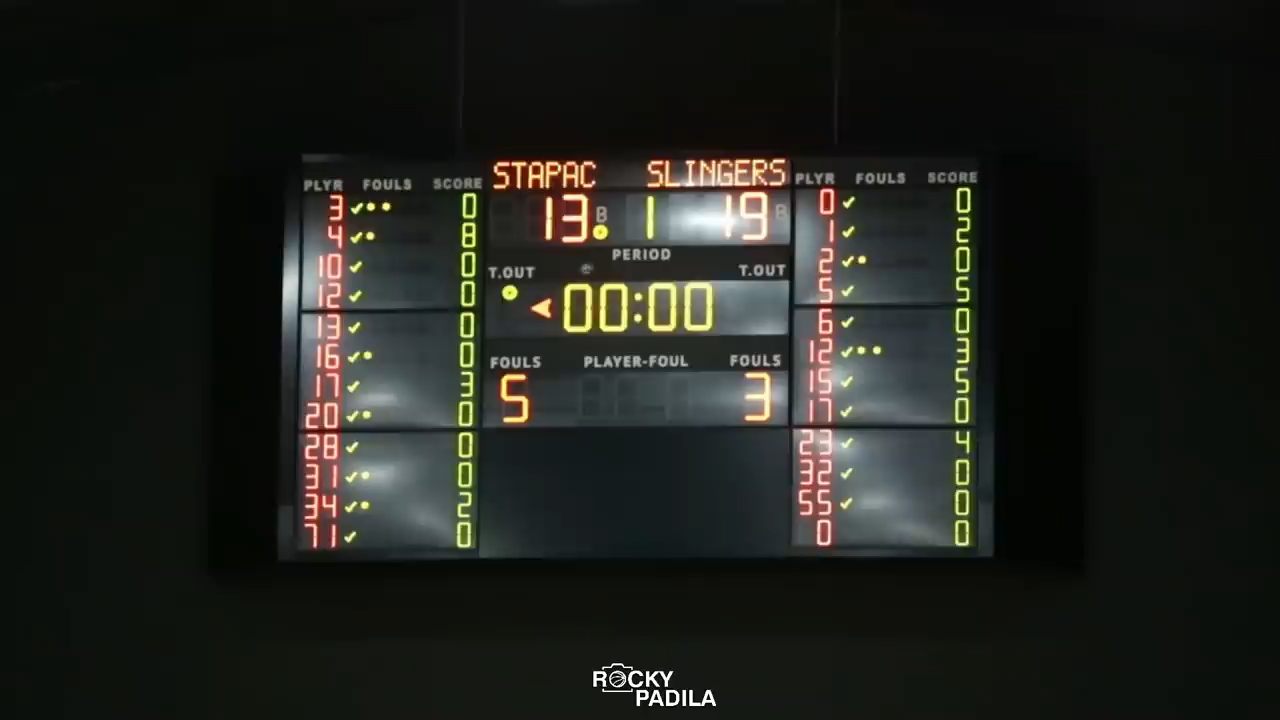 STAPAC SLINGERS
PLYR FOULS SCORE
13 B 1 19 B
PLYR FOULS SCORE
PERIOD
T.OUT T.OUT
00:00
FOULS PLAYER-FOUL FOULS
5 3
3 0
4 8
10 0
12 0
13 0
16 0
17 3
20 0
28 0
31 0
34 2
71 0
0 0
1 2
2 0
5 5
6 0
12 3
15 5
17 0
23 4
32 0
55 0
0 0
ROCKY
PADILA